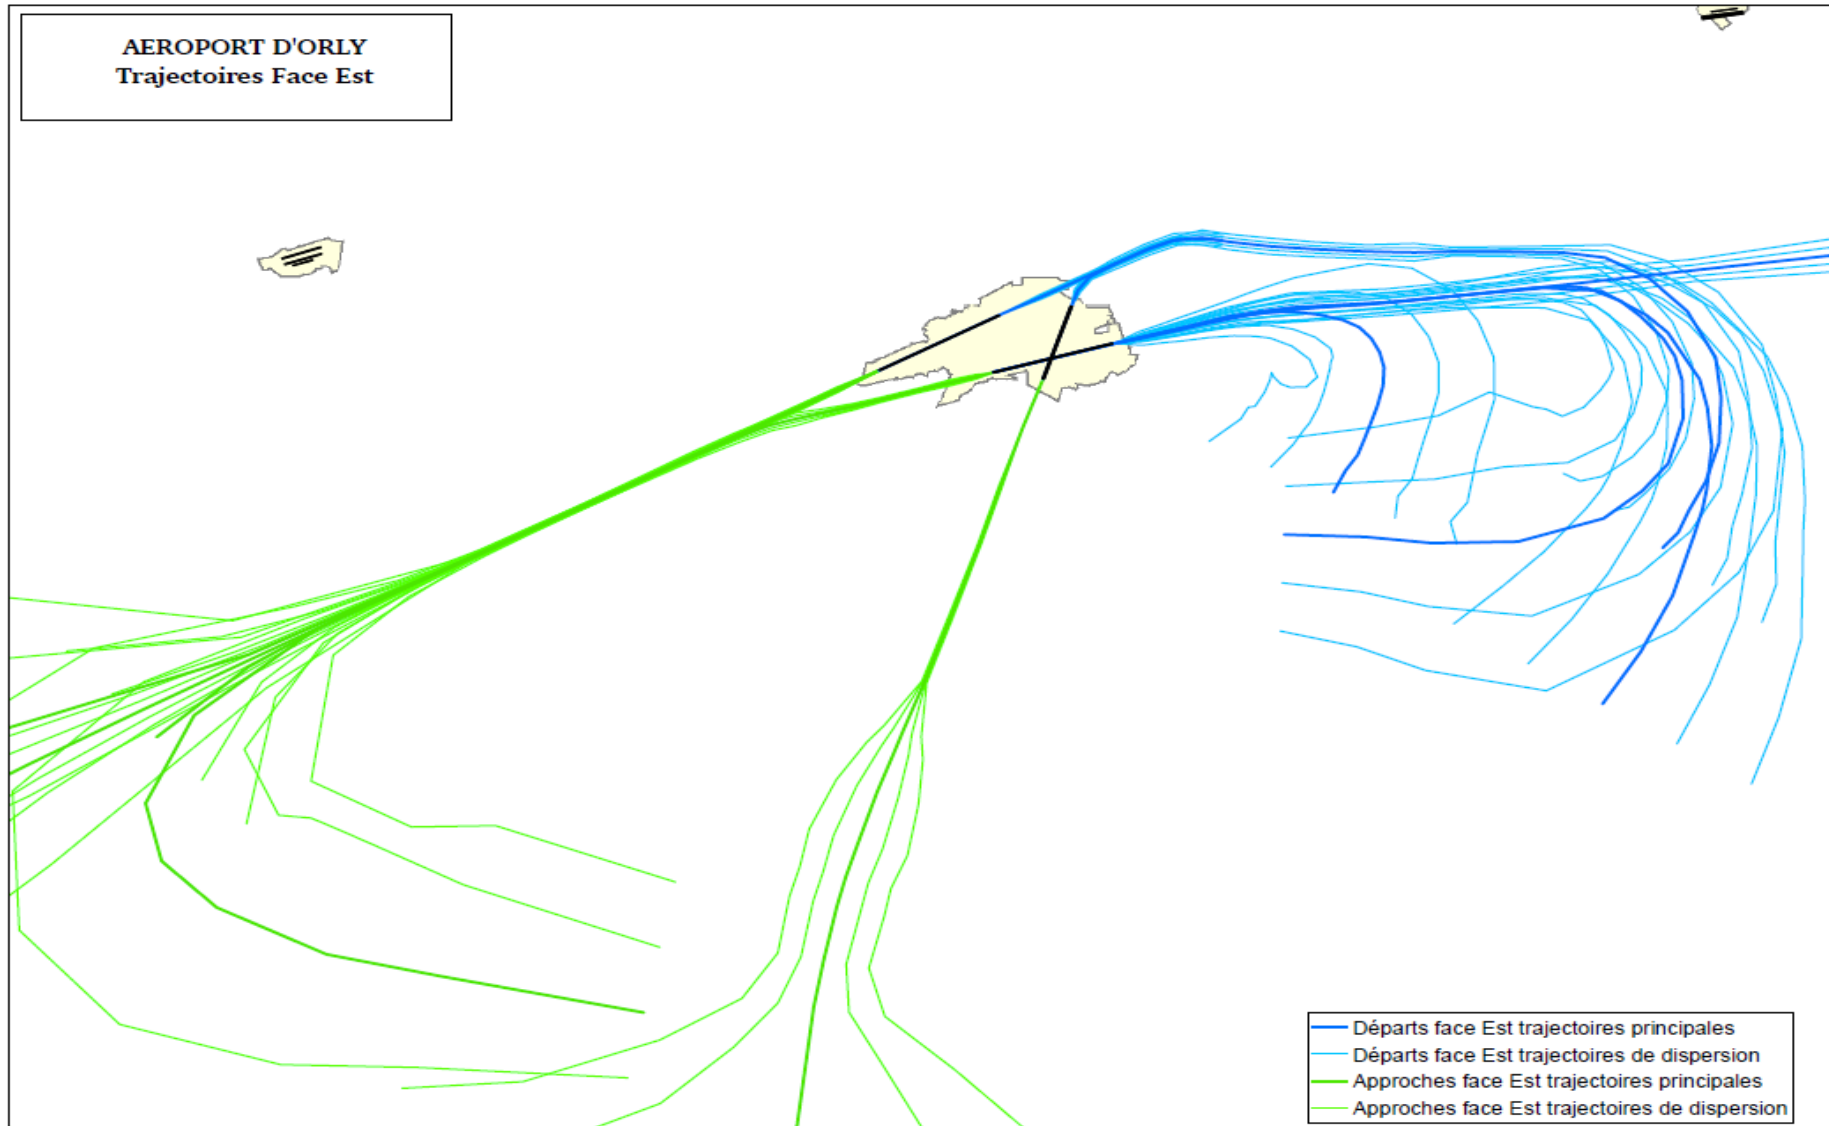 AEROPORT D'ORLY
Trajectoires Face Est
Départs face Est trajectoires principales
Départs face Est trajectoires de dispersion
Approches face Est trajectoires principales
Approches face Est trajectoires de dispersion